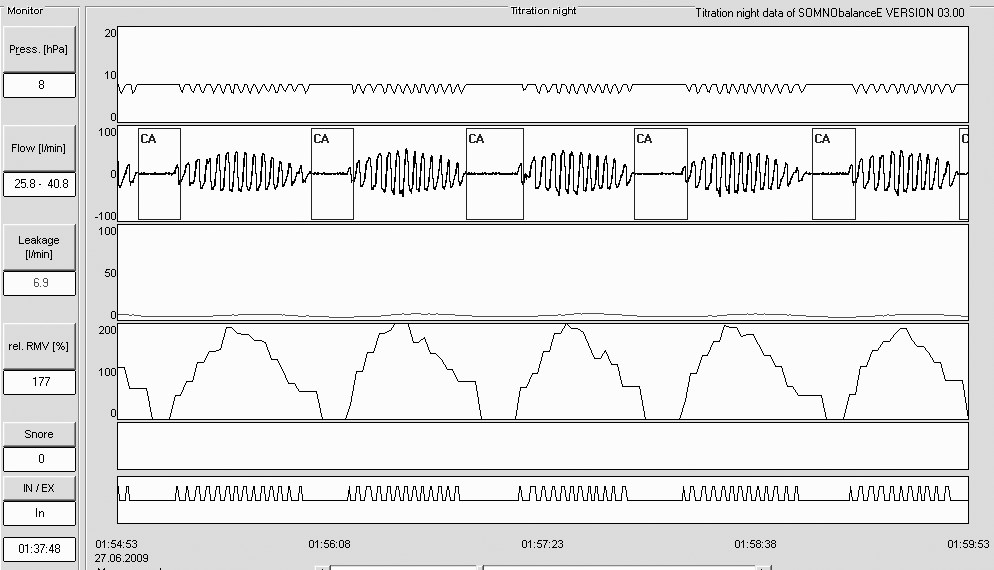 Monitor
Titration night
Titration night data of SOMNObalanceE VERSION 03.00
Press. [hPa]
8
20
10
0
Flow [l/min]
25.8 - 40.8
100
0
-100
CA
CA
CA
CA
CA
C
Leakage
[l/min]
6.9
100
50
0
rel. RMV [%]
177
200
100
0
Snore
0
IN / EX
In
01:37:48
01:54:53
01:56:08
01:57:23
01:58:38
01:59:53
27.06.2009